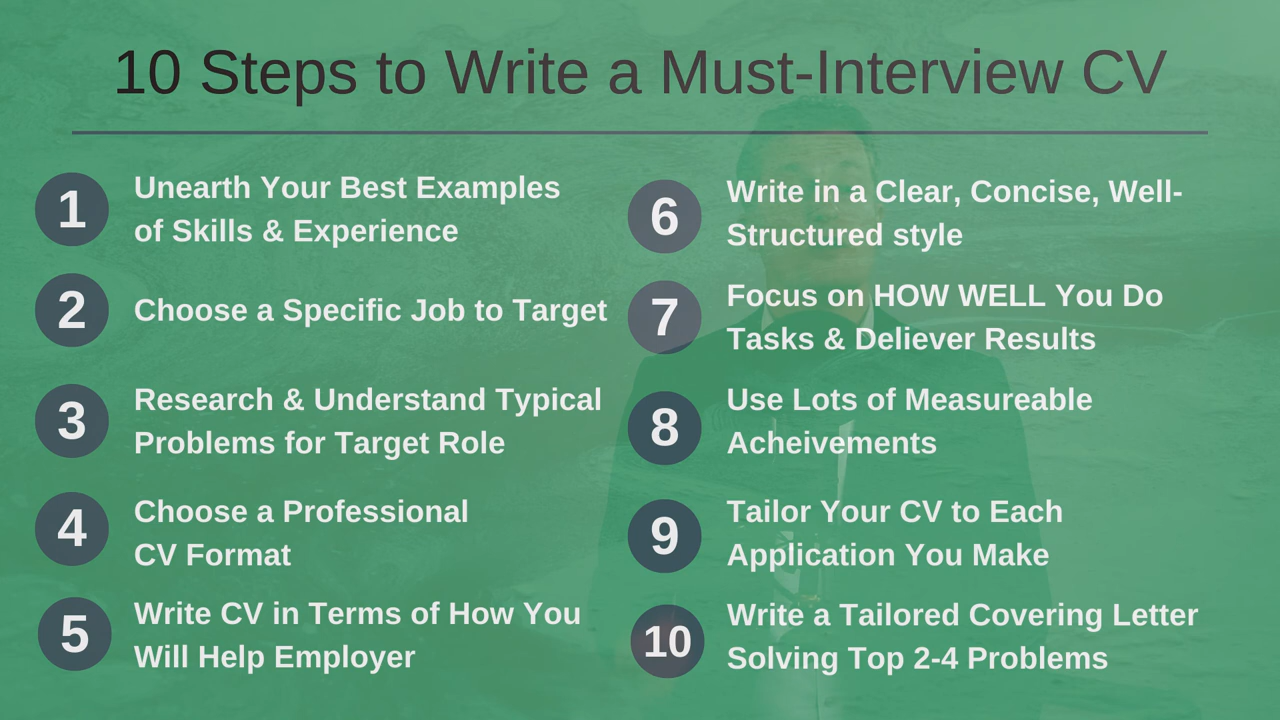 10 Steps to Write a Must-Interview CV
1
Unearth Your Best Examples
of Skills & Experience
2
Choose a Specific Job to Target
3
Research & Understand Typical
Problems for Target Role
4
Choose a Professional
CV Format
5
Write CV in Terms of How You
Will Help Employer
6
Write in a Clear, Concise, Well-
Structured style
7
Focus on HOW WELL You Do
Tasks & Deliever Results
8
Use Lots of Measureable
Acheivements
9
Tailor Your CV to Each
Application You Make
10
Write a Tailored Covering Letter
Solving Top 2-4 Problems